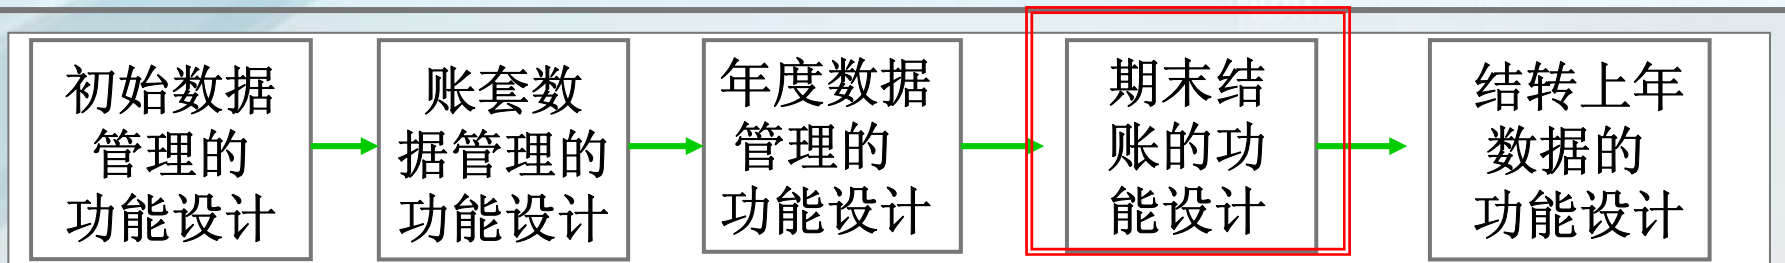 初始数据
管理的
功能设计
账套数
据管理的
功能设计
年度数据
管理的
功能设计
期末结
账的功
能设计
结转上年
数据的
功能设计